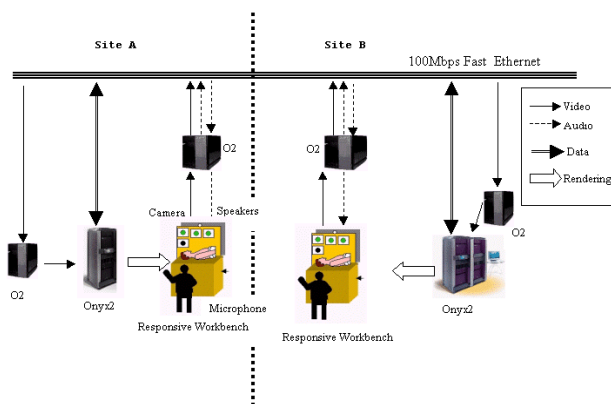 Site A
Site B
100Mbps Fast Ethernet
Video
Audio
Data
Rendering
O2
O2
Camera
Speakers
O2
O2
Onyx2
Microphone
Responsive Workbench
Responsive Workbench
Onyx2